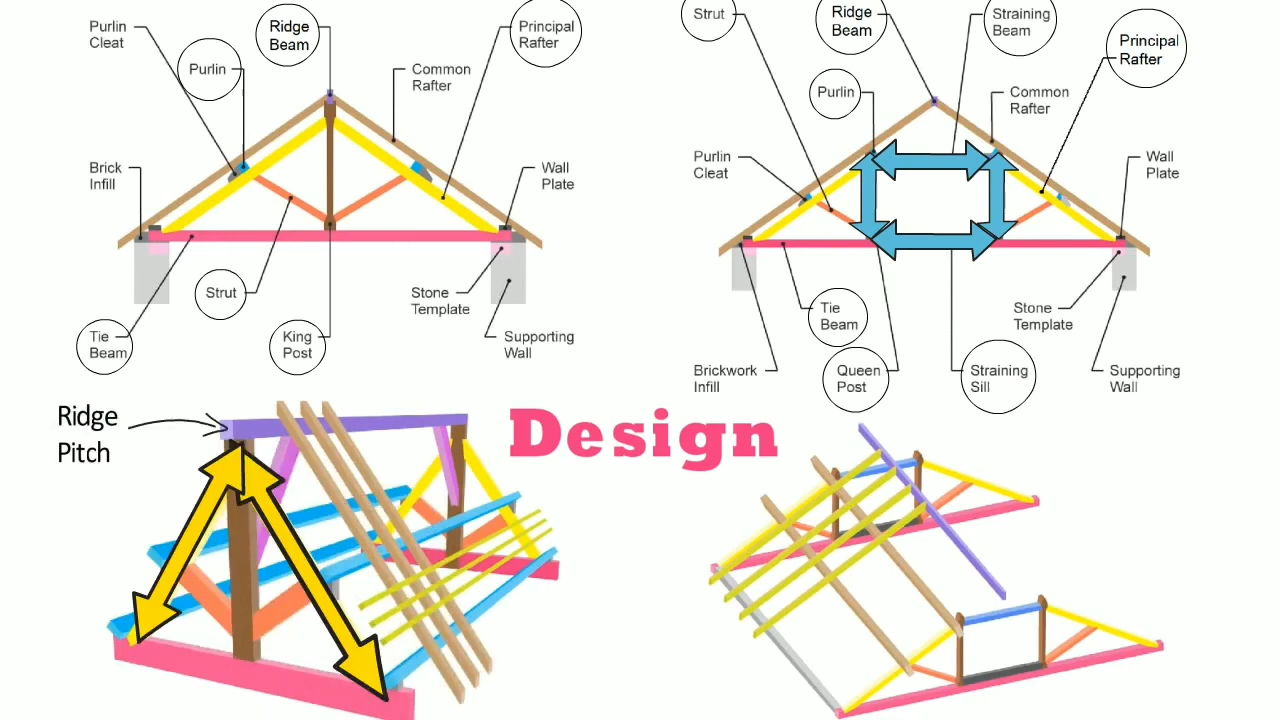 Purlin
Cleat
Purlin
Ridge
Beam
Principal
Rafter
Common
Rafter
Brick
Infill
Wall
Plate
Strut
Stone
Template
Tie
Beam
King
Post
Supporting
Wall
Strut
Ridge
Beam
Straining
Beam
Principal
Rafter
Purlin
Common
Rafter
Purlin
Cleat
Wall
Plate
Tie
Beam
Stone
Template
Brickwork
Infill
Queen
Post
Straining
Sill
Supporting
Wall
Ridge
Pitch
Design